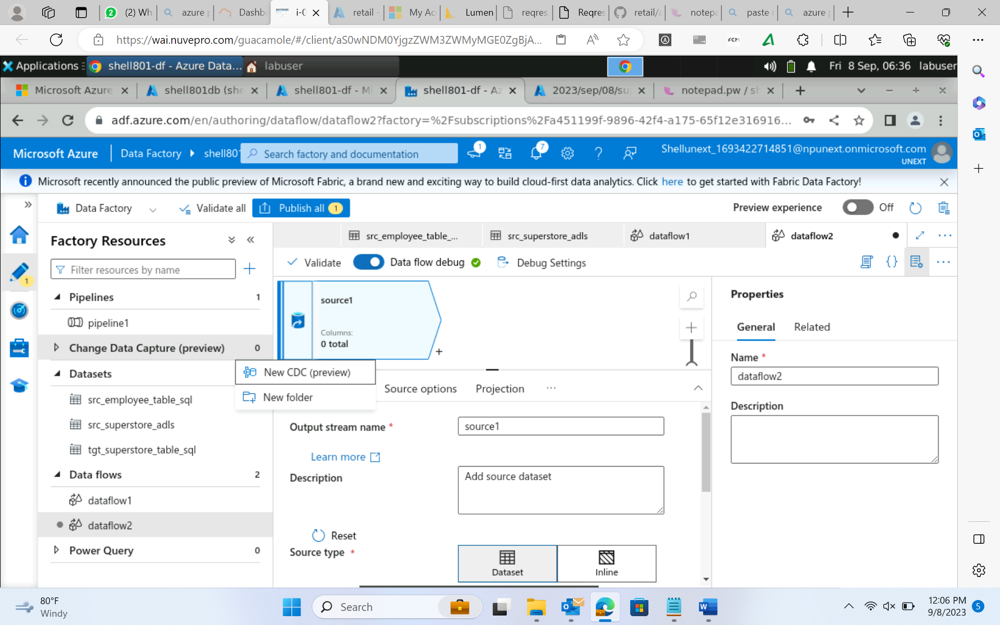 (2) Wh
azure p
Dashb
i-0
retail -
My Ac
Lumen
reqres.
Reqres
retail/a
notepa
paste r
azure
https://wai.nuvepro.com/guacamole/#/client/aS0wNDM0YjgzZWM3ZWMyMGE0ZgBjA...
Applications
shell801-df - Azure Data...
labuser
Fri 8 Sep, 06:36
labuser
Microsoft Azure
shell801db (she
shell801-df - Mi
shell801-df - Az
2023/sep/08/su
notepad.pw / sh
adf.azure.com/en/authoring/dataflow/dataflow2?factory=%2Fsubscriptions%2Fa451199f-9896-42f4-a175-65f12e316916...
Microsoft Azure
Data Factory
shell801
Search factory and documentation
1
7
Shellunext_1693422714851@npunext.onmicrosoft.com
UNEXT
Microsoft recently announced the public preview of Microsoft Fabric, a brand new and exciting way to build cloud-first data analytics. Click here to get started with Fabric Data Factory!
Data Factory
Validate all
Publish all 1
Preview experience
Off
Factory Resources
src_employee_table_...
src_superstore_adls
dataflow1
dataflow2
Filter resources by name
1
Validate
Data flow debug
Debug Settings
Pipelines 1
pipeline1
Change Data Capture (preview) 0
Datasets
src_employee_table_sql
src_superstore_adls
tgt_superstore_table_sql
Data flows 2
dataflow1
dataflow2
Power Query 0
New CDC (preview)
New folder
source1
Columns:
0 total
Source options
Projection
Output stream name *
source1
Learn more
Description
Add source dataset
Reset
Source type *
Dataset
Inline
Properties
General
Related
Name *
dataflow2
Description
80°F
Windy
Search
12:06 PM
9/8/2023
5